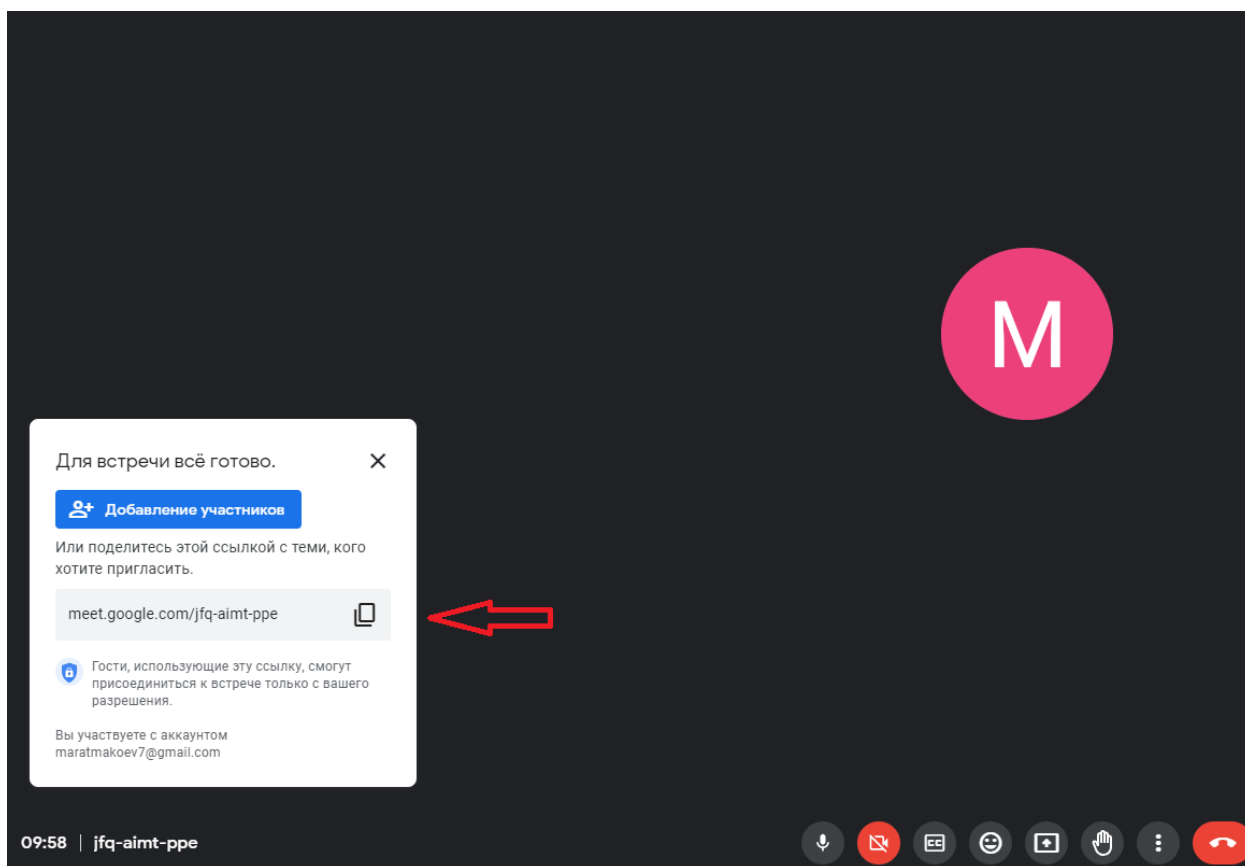 M
Для встречи всё готово.
Добавление участников
Или поделитесь этой ссылкой с теми, кого
хотите пригласить.
meet.google.com/jfq-aimt-ppe
Гости, использующие эту ссылку, смогут
присоединиться к встрече только с вашего
разрешения.
Вы участвуете с аккаунтом
maratmakoev7@gmail.com
09:58 | jfq-aimt-ppe
CC